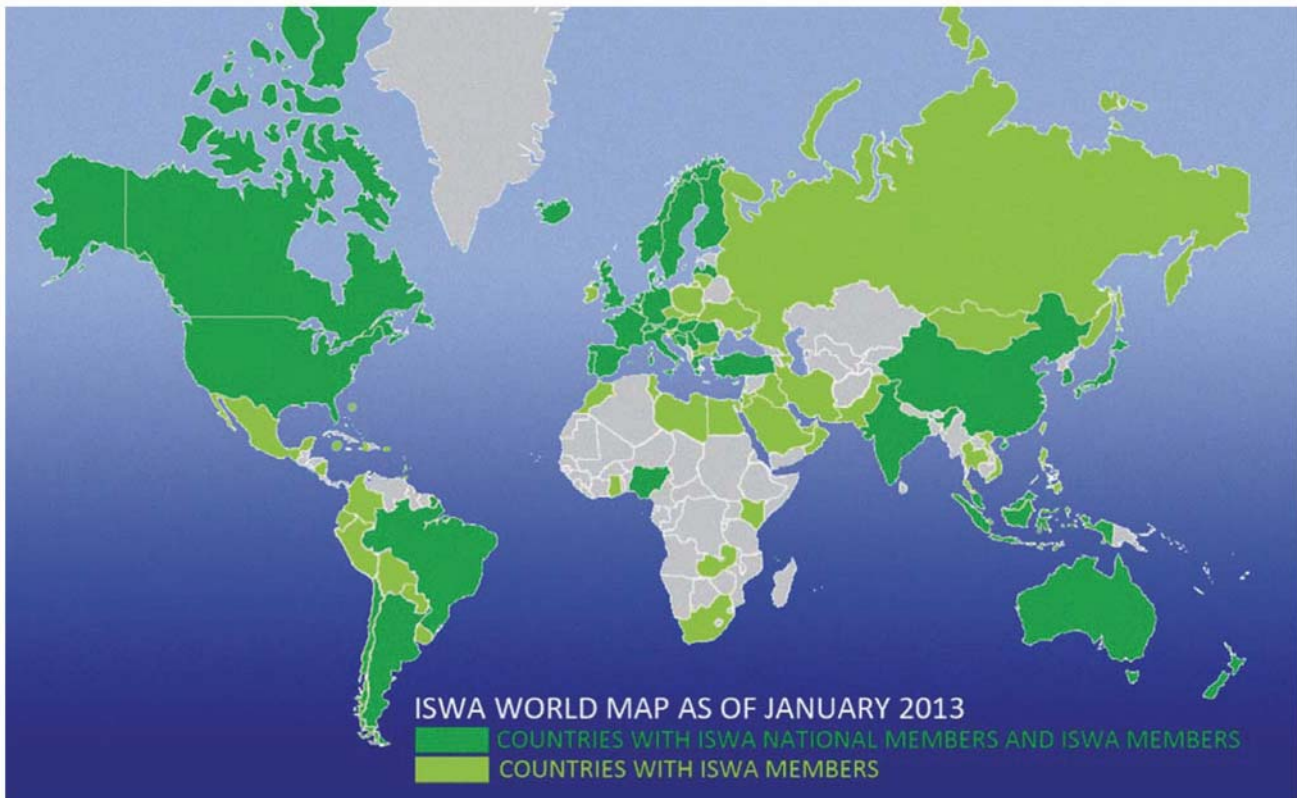 ISWA WORLD MAP AS OF JANUARY 2013
COUNTRIES WITH ISWA NATIONAL MEMBERS AND ISWA MEMBERS
COUNTRIES WITH ISWA MEMBERS